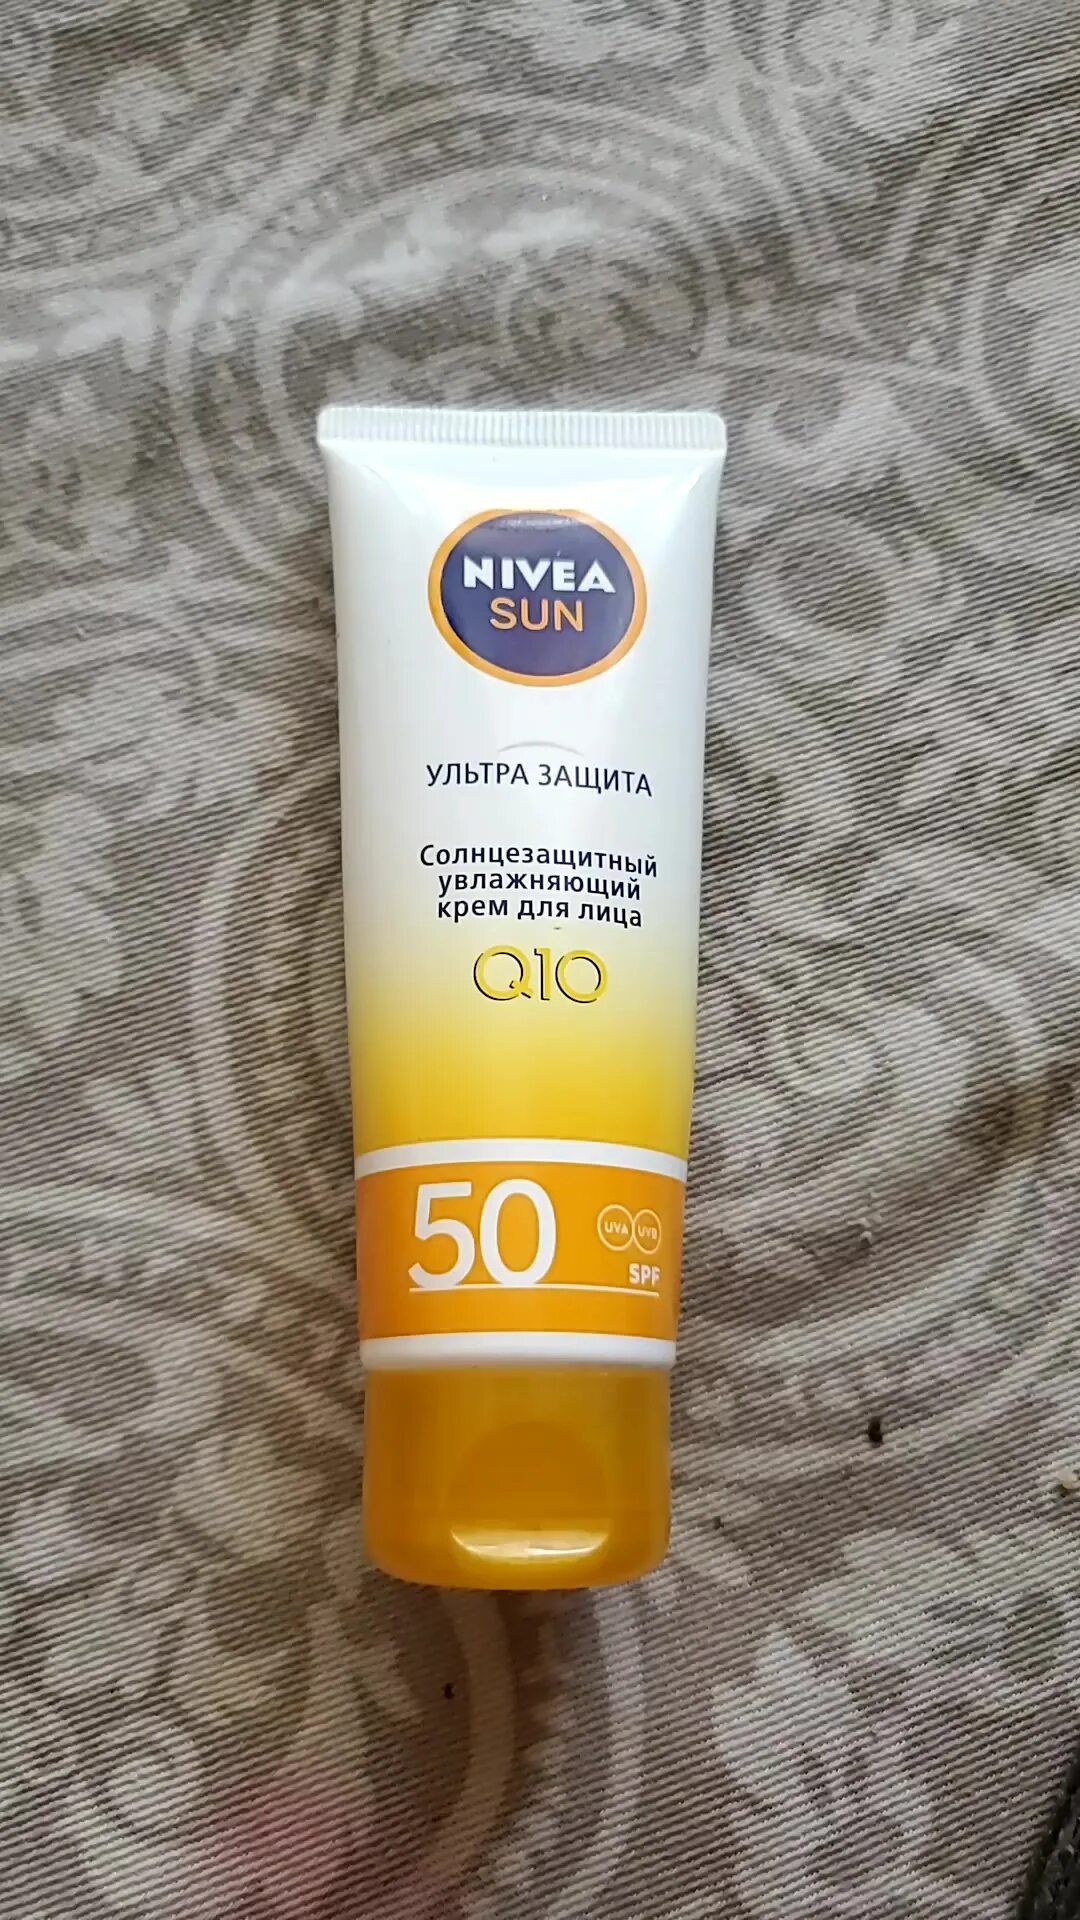 NIVEA
SUN
УЛЬТРА ЗАЩИТА
Солнцезащитный
увлажняющий
крем для лица
Q10
50
UVA UVB
SPF